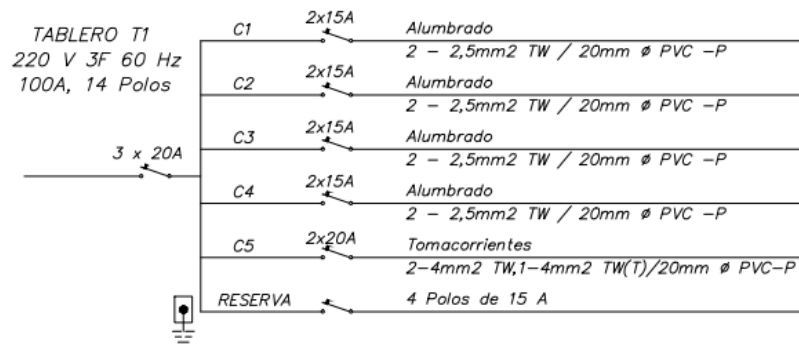 TABLERO T1
220 V 3F 60 Hz
100A, 14 Polos
3 x 20A
C1 2x15A Alumbrado
2 - 2,5mm2 TW / 20mm ø PVC -P
C2 2x15A Alumbrado
2 - 2,5mm2 TW / 20mm ø PVC -P
C3 2x15A Alumbrado
2 - 2,5mm2 TW / 20mm ø PVC -P
C4 2x15A Alumbrado
2 - 2,5mm2 TW / 20mm ø PVC -P
C5 2x20A Tomacorrientes
2-4mm2 TW,1-4mm2 TW(T)/20mm ø PVC-P
RESERVA 4 Polos de 15 A